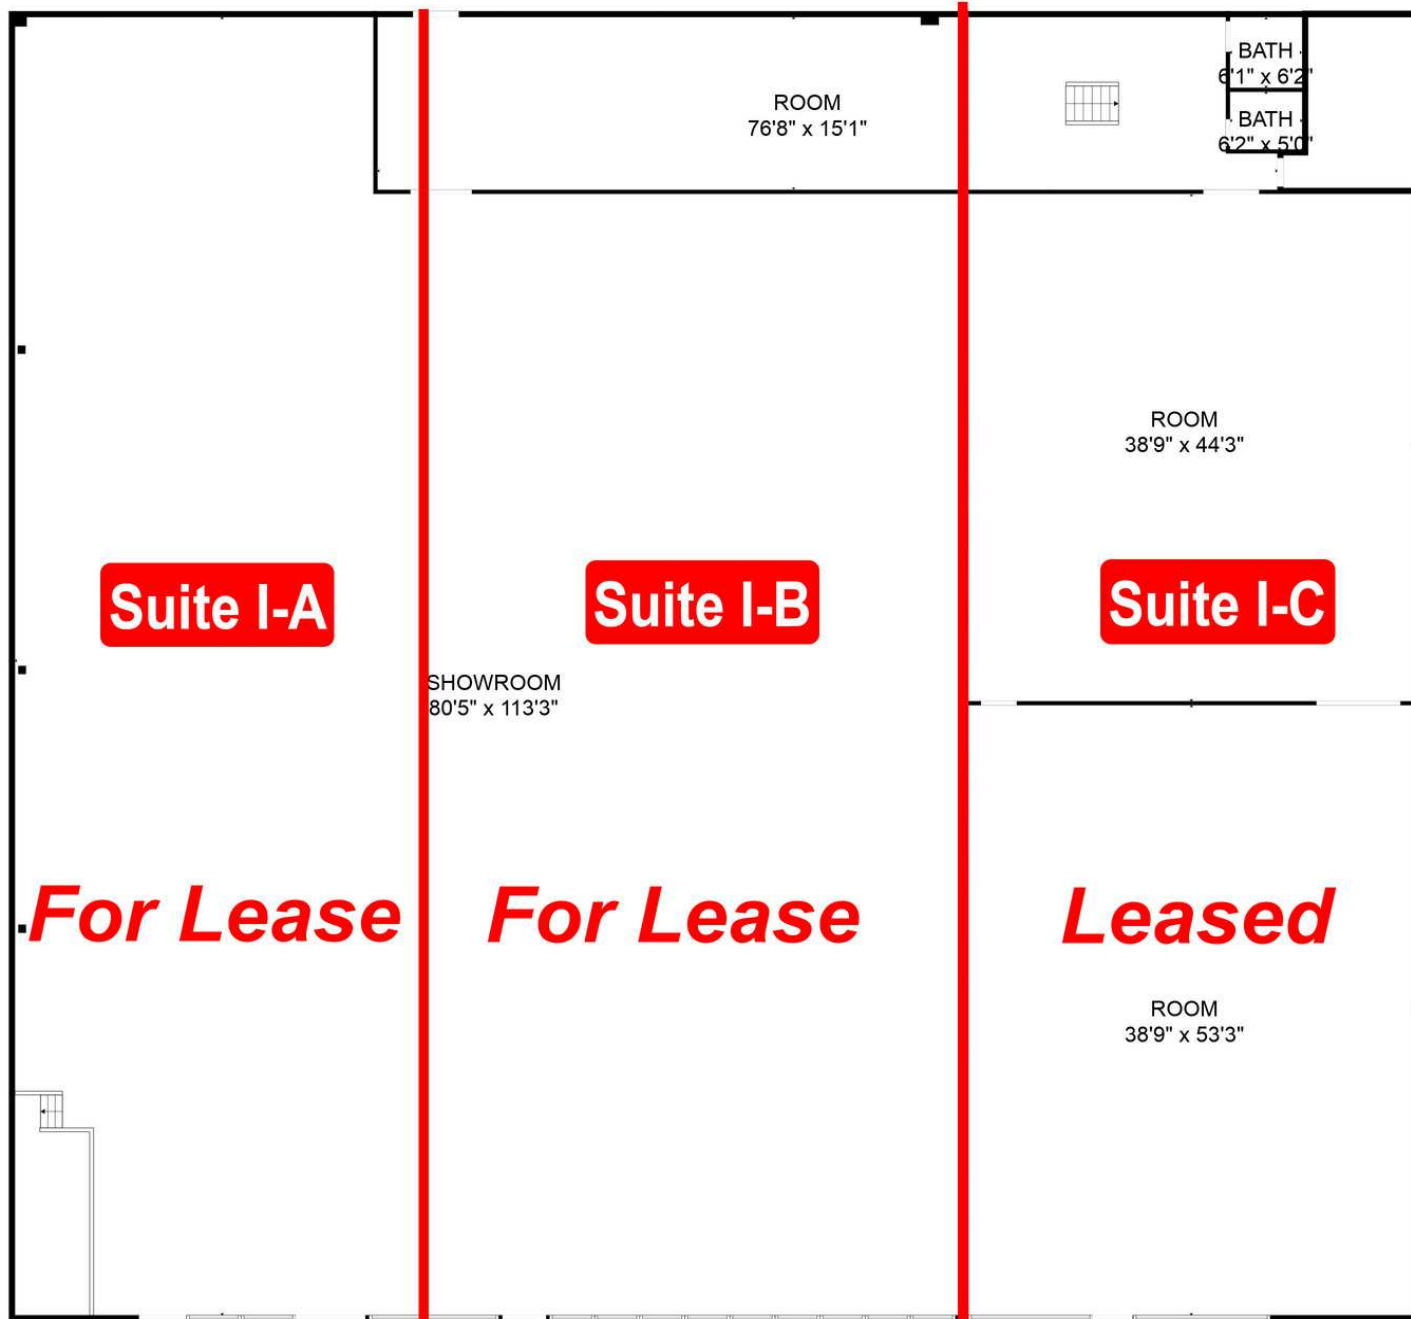 BATH
6'1" x 6'2"
ROOM
76'8" x 15'1"
BATH
6'2" x 5'0"
ROOM
38'9" x 44'3"
Suite I-A
Suite I-B
Suite I-C
SHOWROOM
80'5" x 113'3"
For Lease
For Lease
Leased
ROOM
38'9" x 53'3"